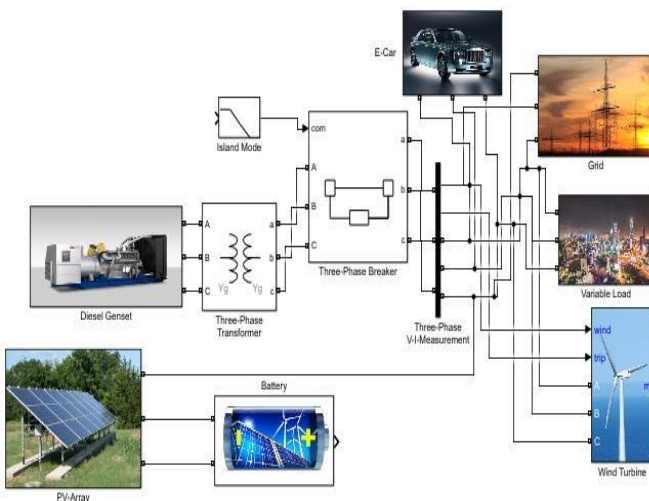 E-Car
Island Mode
com
A
B
C
a
b
c
Three-Phase Breaker
Grid
Diesel Genset
A
B
C
a
b
c
Yg Yg
Three-Phase
Transformer
Three-Phase
V-I-Measurement
Variable Load
wind
trip
A
B
C
m
Wind Turbine
PV-Array
Battery